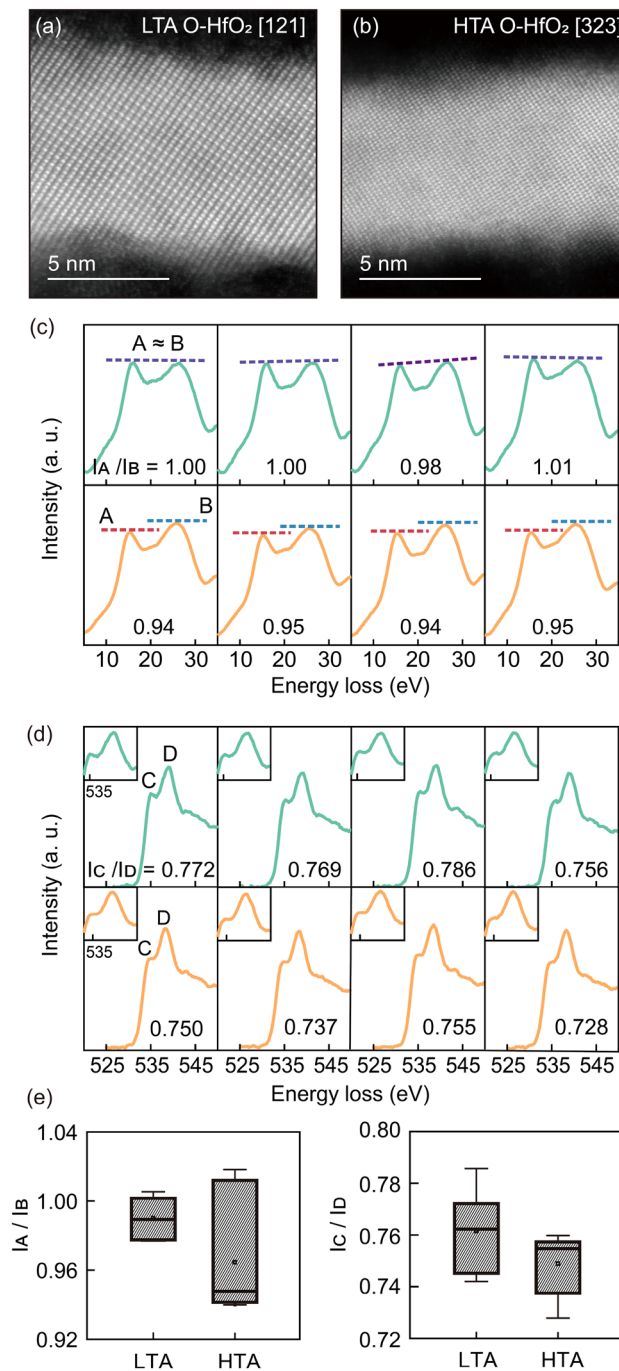 (a) LTA O-HfO₂ [121]
5 nm
(b) HTA O-HfO₂ [323]
5 nm
(c)
Intensity (a. u.)
A ≈ B
IA /IB = 1.00
1.00
0.98
1.01
A
B
0.94
0.95
0.94
0.95
10 20 30 10 20 30 10 20 30 10 20 30
Energy loss (eV)
(d)
Intensity (a. u.)
535
C
D
IC /ID = 0.772
0.769
0.786
0.756
535
C
D
0.750
0.737
0.755
0.728
525 535 545 525 535 545 525 535 545 525 535 545
Energy loss (eV)
(e)
IA / IB
1.04
1.00
0.96
0.92
LTA HTA
IC / ID
0.80
0.78
0.76
0.74
0.72
LTA HTA